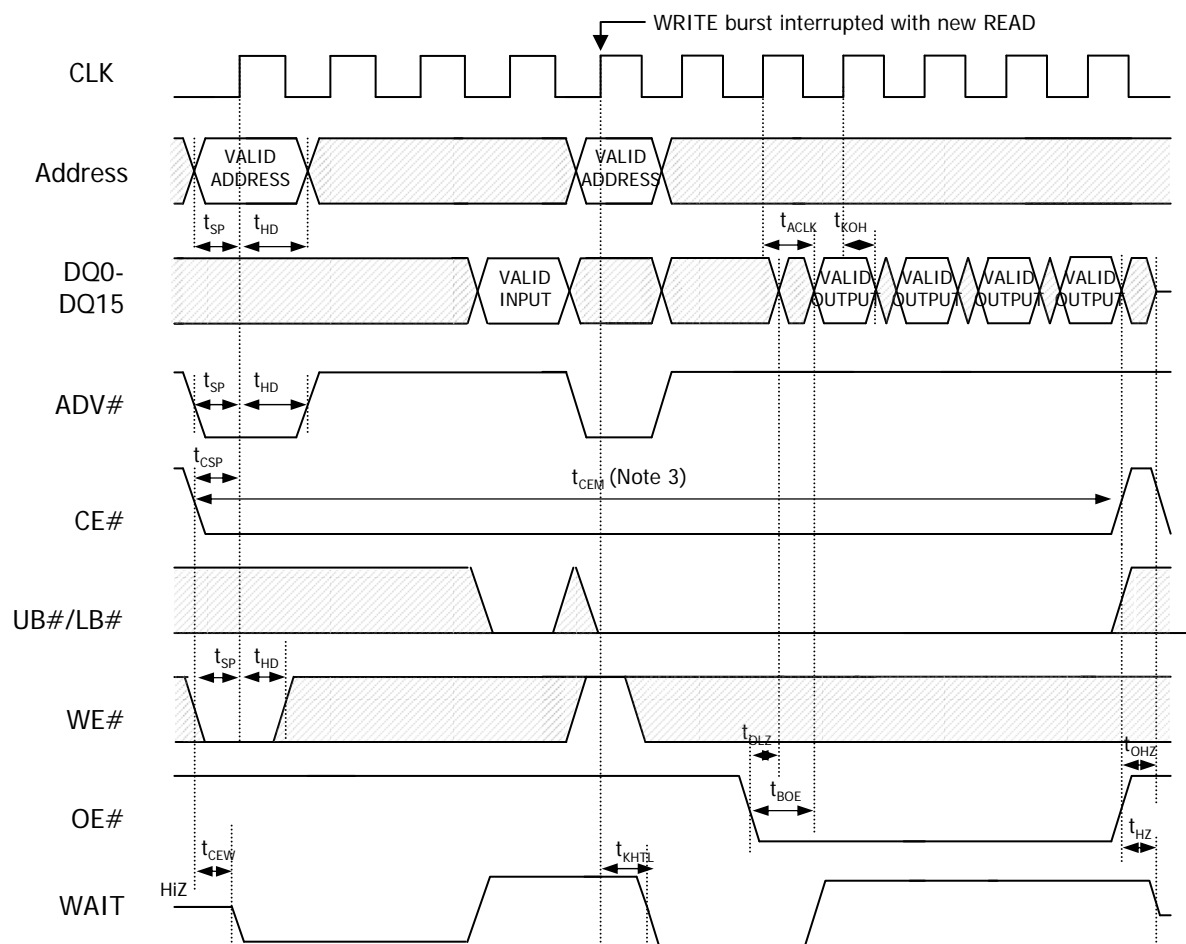 WRITE burst interrupted with new READ
CLK
Address
VALID ADDRESS
VALID ADDRESS
tSP
tHD
tACLK
tKOH
DQ0-
DQ15
VALID INPUT
VALID OUTPUT
VALID OUTPUT
VALID OUTPUT
VALID OUTPUT
ADV#
tSP
tHD
tCSP
tCEM (Note 3)
CE#
UB#/LB#
tSP
tHD
WE#
tOLZ
tOHZ
tBOE
OE#
tHZ
tCEW
tKHTL
HiZ
WAIT